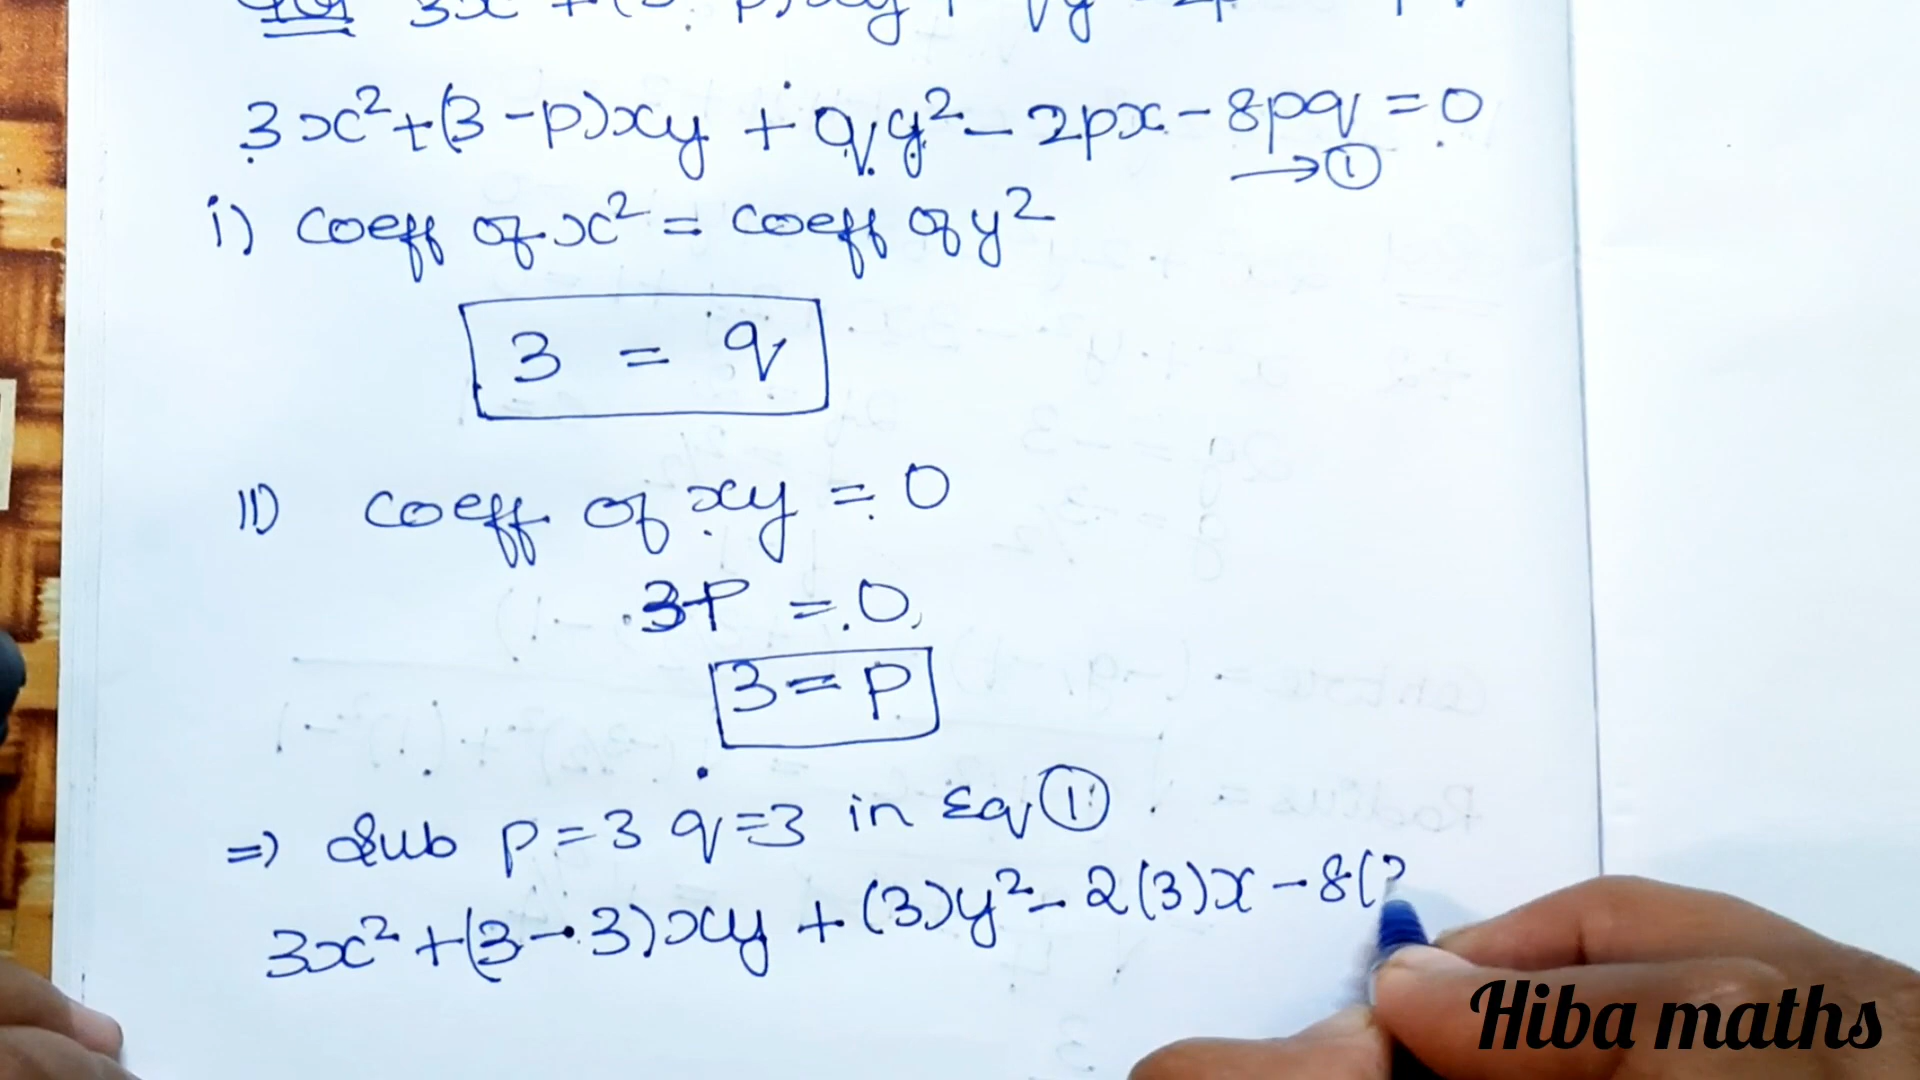 3x² + (3-p)xy + qy² - 2px - 8pq = 0
→ ①
i) coeff of x² = coeff of y²
3 = q
II) coeff of xy = 0
3-P = 0
3 = P
⇒ Sub p=3 q=3 in Eq ①
3x² + (3-3)xy + (3)y² - 2(3)x - 8(
Hiba maths